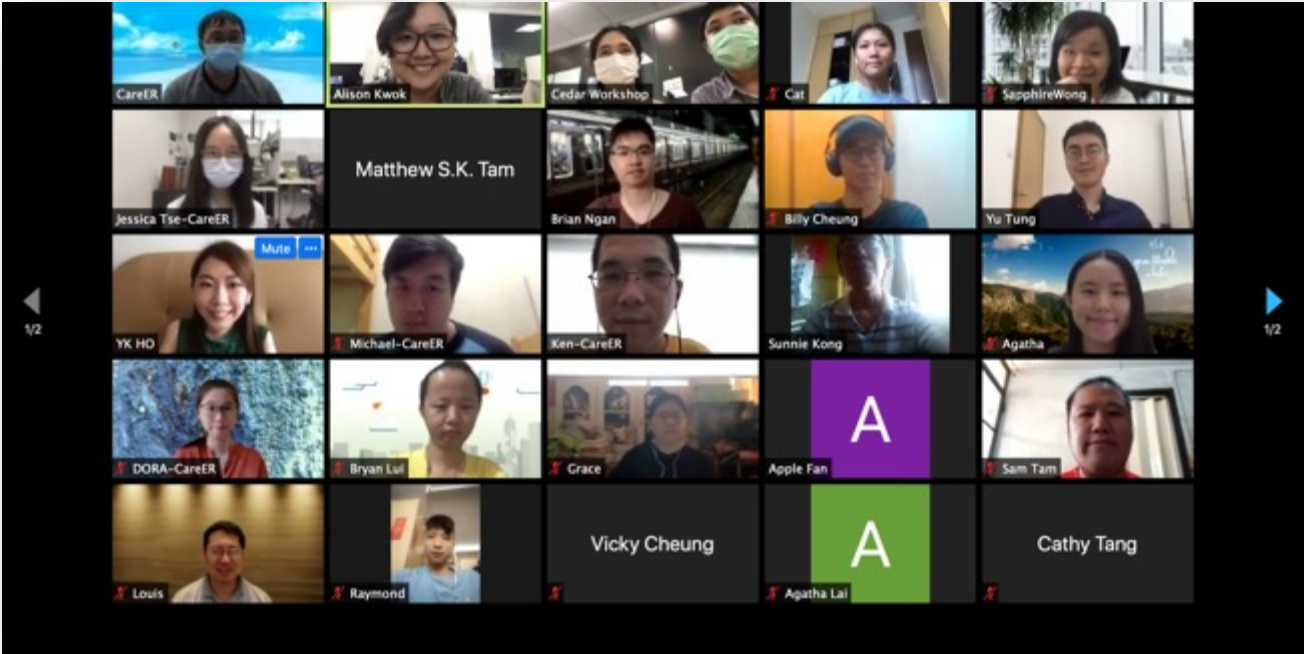 CareER
Alison Kwok
Cedar Workshop
Cat
SapphireWong
Jessica Tse-CareER
Matthew S.K. Tam
Brian Ngan
Billy Cheung
Yu Tung
Mute
YK HO
Michael-CareER
Ken-CareER
Sunnie Kong
Agatha
1/2
1/2
DORA-CareER
Bryan Lui
Grace
A
Apple Fan
Sam Tam
Louis
Raymond
Vicky Cheung
A
Agatha Lai
Cathy Tang